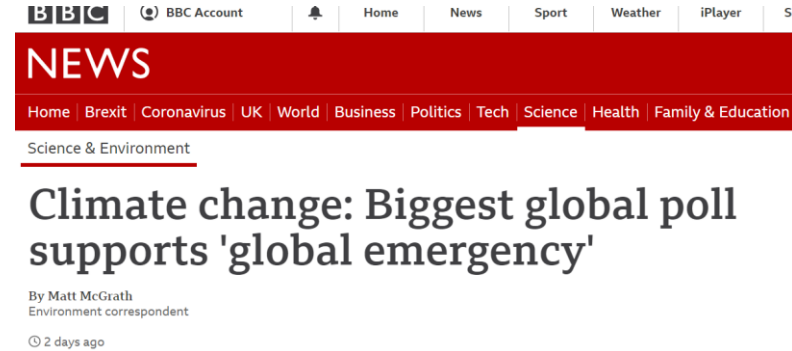 BBC BBC Account Home News Sport Weather iPlayer S
NEWS
Home Brexit Coronavirus UK World Business Politics Tech Science Health Family & Education
Science & Environment
Climate change: Biggest global poll
supports 'global emergency'
By Matt McGrath
Environment correspondent
2 days ago